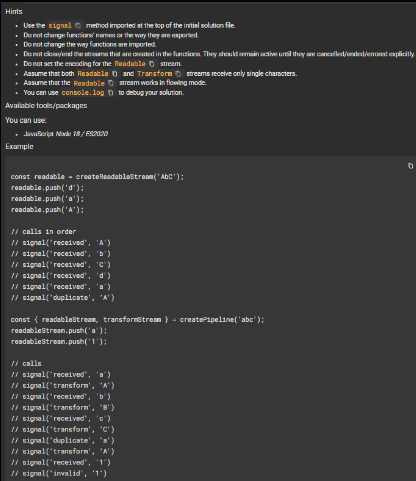 Hints
Use the signal method imported at the top of the initial solution file.
Do not change functions' names or the way they are exported.
Do not change the way functions are imported.
Do not close/end the streams that are created in the functions. They should remain active until they are cancelled/ended/errored explicitly.
Do not set the encoding for the Readable stream.
Assume that both Readable and Transform streams receive only single characters.
Assume that the Readable stream works in flowing mode.
You can use console.log to debug your solution.
Available tools/packages
You can use:
JavaScript Node 18 / ES2020
Example
const readable = createReadableStream('AbC');
readable.push('d');
readable.push('a');
readable.push('A');
// calls in order
// signal('received', 'A')
// signal('received', 'b')
// signal('received', 'C')
// signal('received', 'd')
// signal('received', 'a')
// signal('duplicate', 'A')
const { readableStream, transformStream } = createPipeline('abc');
readableStream.push('a');
readableStream.push('1');
// calls
// signal('received', 'a')
// signal('transform', 'A')
// signal('received', 'b')
// signal('transform', 'B')
// signal('received', 'c')
// signal('transform', 'C')
// signal('duplicate', 'a')
// signal('transform', 'A')
// signal('received', '1')
// signal('invalid', '1')